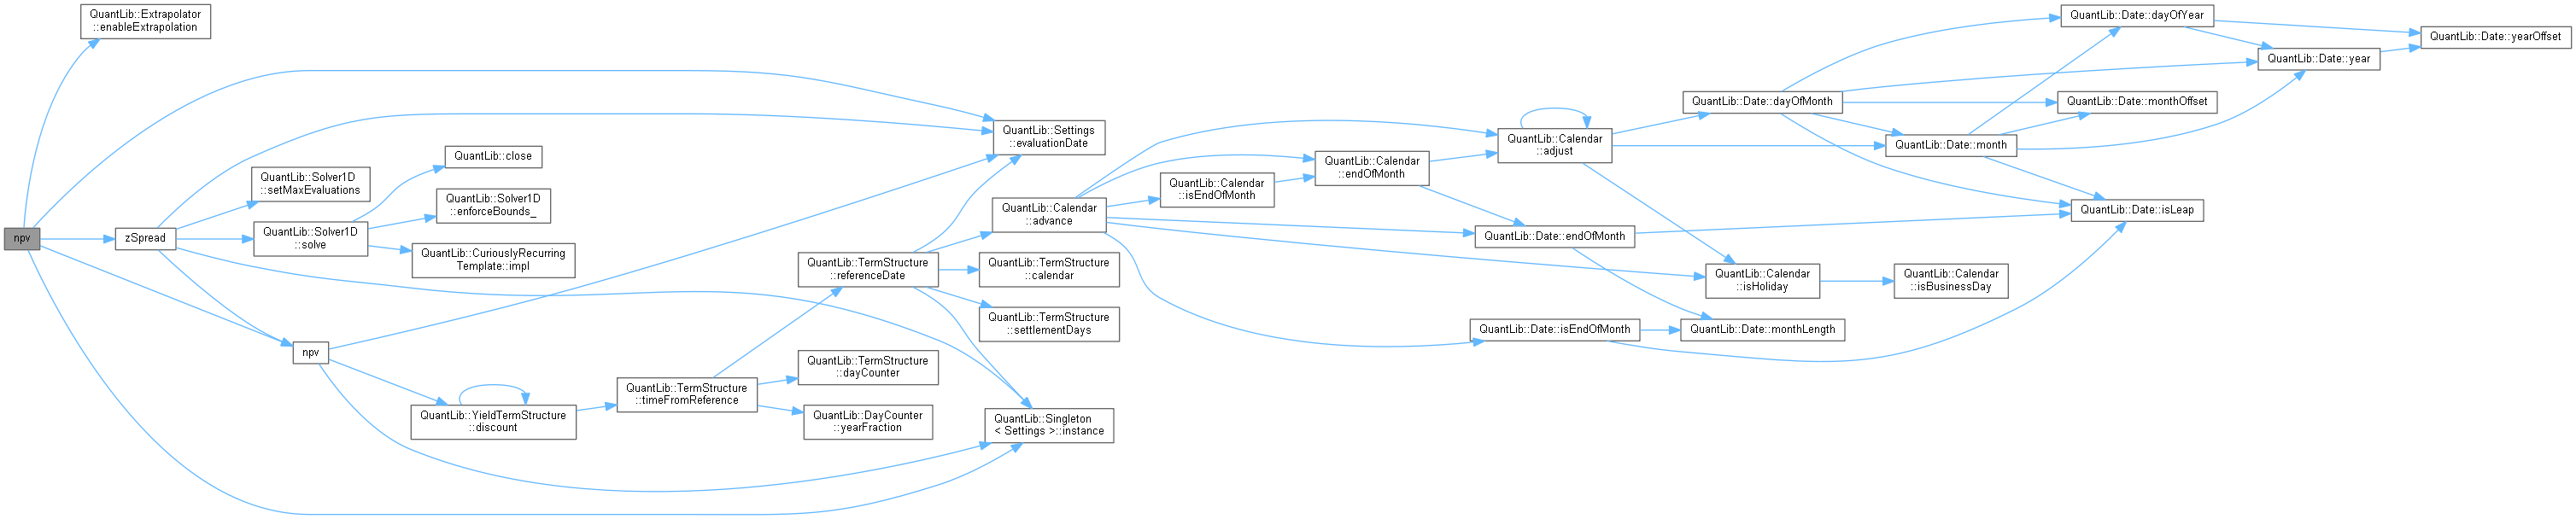 npv
QuantLib::Extrapolator
::enableExtrapolation
zSpread
QuantLib::Solver1D
::setMaxEvaluations
QuantLib::Solver1D
::solve
npv
QuantLib::close
QuantLib::Solver1D
::enforceBounds_
QuantLib::CuriouslyRecurring
Template::impl
QuantLib::YieldTermStructure
::discount
QuantLib::TermStructure
::timeFromReference
QuantLib::TermStructure
::referenceDate
QuantLib::TermStructure
::dayCounter
QuantLib::DayCounter
::yearFraction
QuantLib::Settings
::evaluationDate
QuantLib::Calendar
::advance
QuantLib::TermStructure
::calendar
QuantLib::TermStructure
::settlementDays
QuantLib::Singleton
< Settings >::instance
QuantLib::Calendar
::isEndOfMonth
QuantLib::Calendar
::endOfMonth
QuantLib::Calendar
::adjust
QuantLib::Date::endOfMonth
QuantLib::Date::isEndOfMonth
QuantLib::Date::dayOfMonth
QuantLib::Calendar
::isHoliday
QuantLib::Date::monthLength
QuantLib::Date::month
QuantLib::Calendar
::isBusinessDay
QuantLib::Date::dayOfYear
QuantLib::Date::monthOffset
QuantLib::Date::isLeap
QuantLib::Date::year
QuantLib::Date::yearOffset